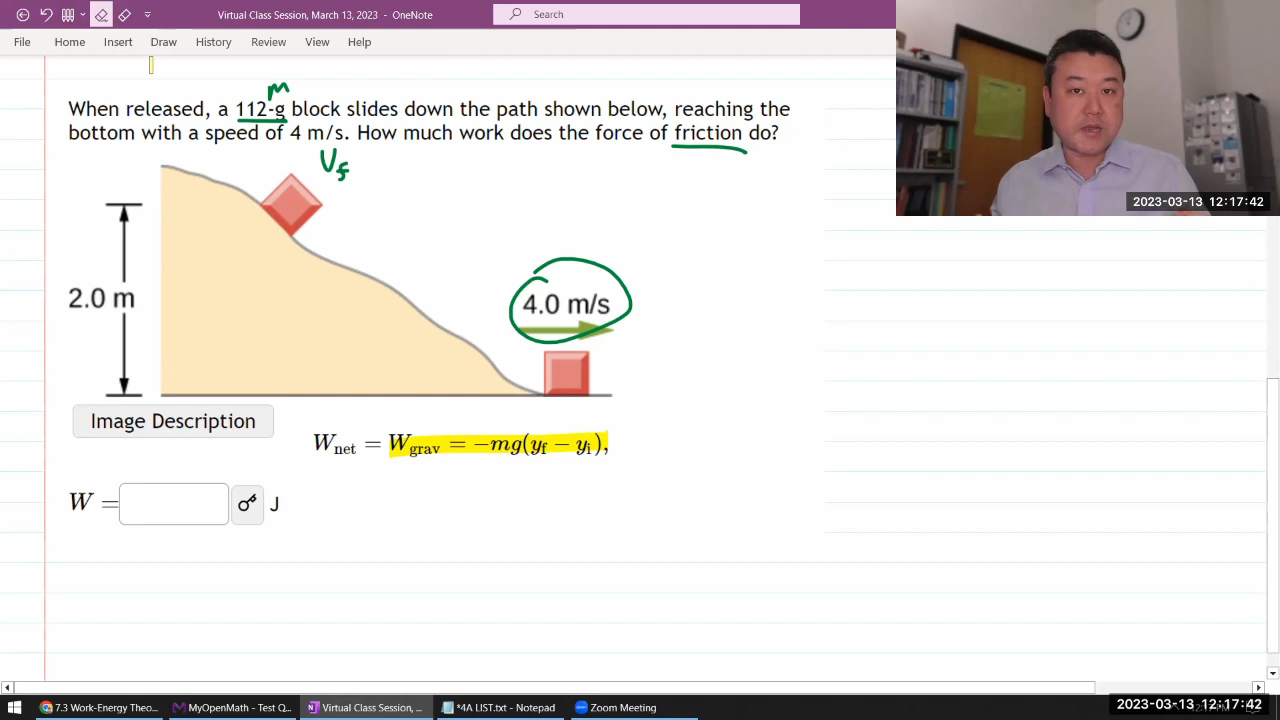 Virtual Class Session, March 13, 2023 - OneNote
Search
File Home Insert Draw History Review View Help
m
When released, a 112-g block slides down the path shown below, reaching the
bottom with a speed of 4 m/s. How much work does the force of friction do?
Vf
2.0 m
4.0 m/s
Image Description
W_net = W_grav = −mg(y_f − y_i),
W = J
2023-03-13 12:17:42
7.3 Work-Energy Theo... MyOpenMath - Test Q... Virtual Class Session, ... *4A LIST.txt - Notepad Zoom Meeting
2023-03-13 12:17:42